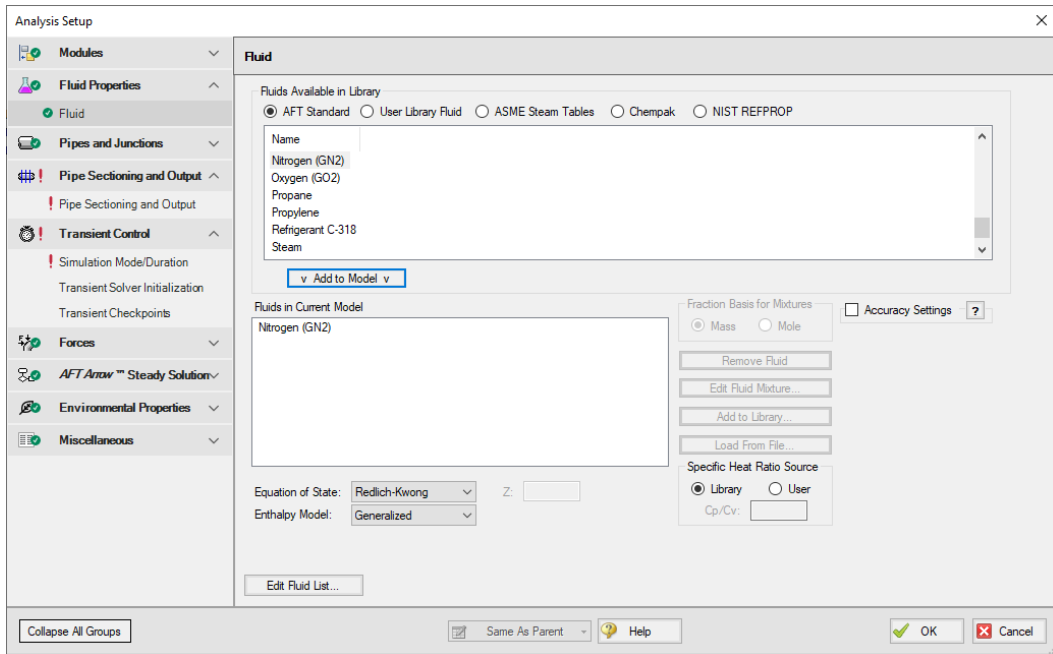 Analysis Setup
Modules
Fluid Properties
Fluid
Pipes and Junctions
Pipe Sectioning and Output
Pipe Sectioning and Output
Transient Control
Simulation Mode/Duration
Transient Solver Initialization
Transient Checkpoints
Forces
AFT Arrow ™ Steady Solution
Environmental Properties
Miscellaneous
Fluid
Fluids Available in Library
AFT Standard User Library Fluid ASME Steam Tables Chempak NIST REFPROP
Name
Nitrogen (GN2)
Oxygen (GO2)
Propane
Propylene
Refrigerant C-318
Steam
v Add to Model v
Fluids in Current Model
Nitrogen (GN2)
Fraction Basis for Mixtures
Mass Mole
Accuracy Settings ?
Remove Fluid
Edit Fluid Mixture...
Add to Library...
Load From File...
Specific Heat Ratio Source
Library User
Cp/Cv:
Equation of State: Redlich-Kwong Z:
Enthalpy Model: Generalized
Edit Fluid List...
Collapse All Groups Same As Parent Help OK Cancel